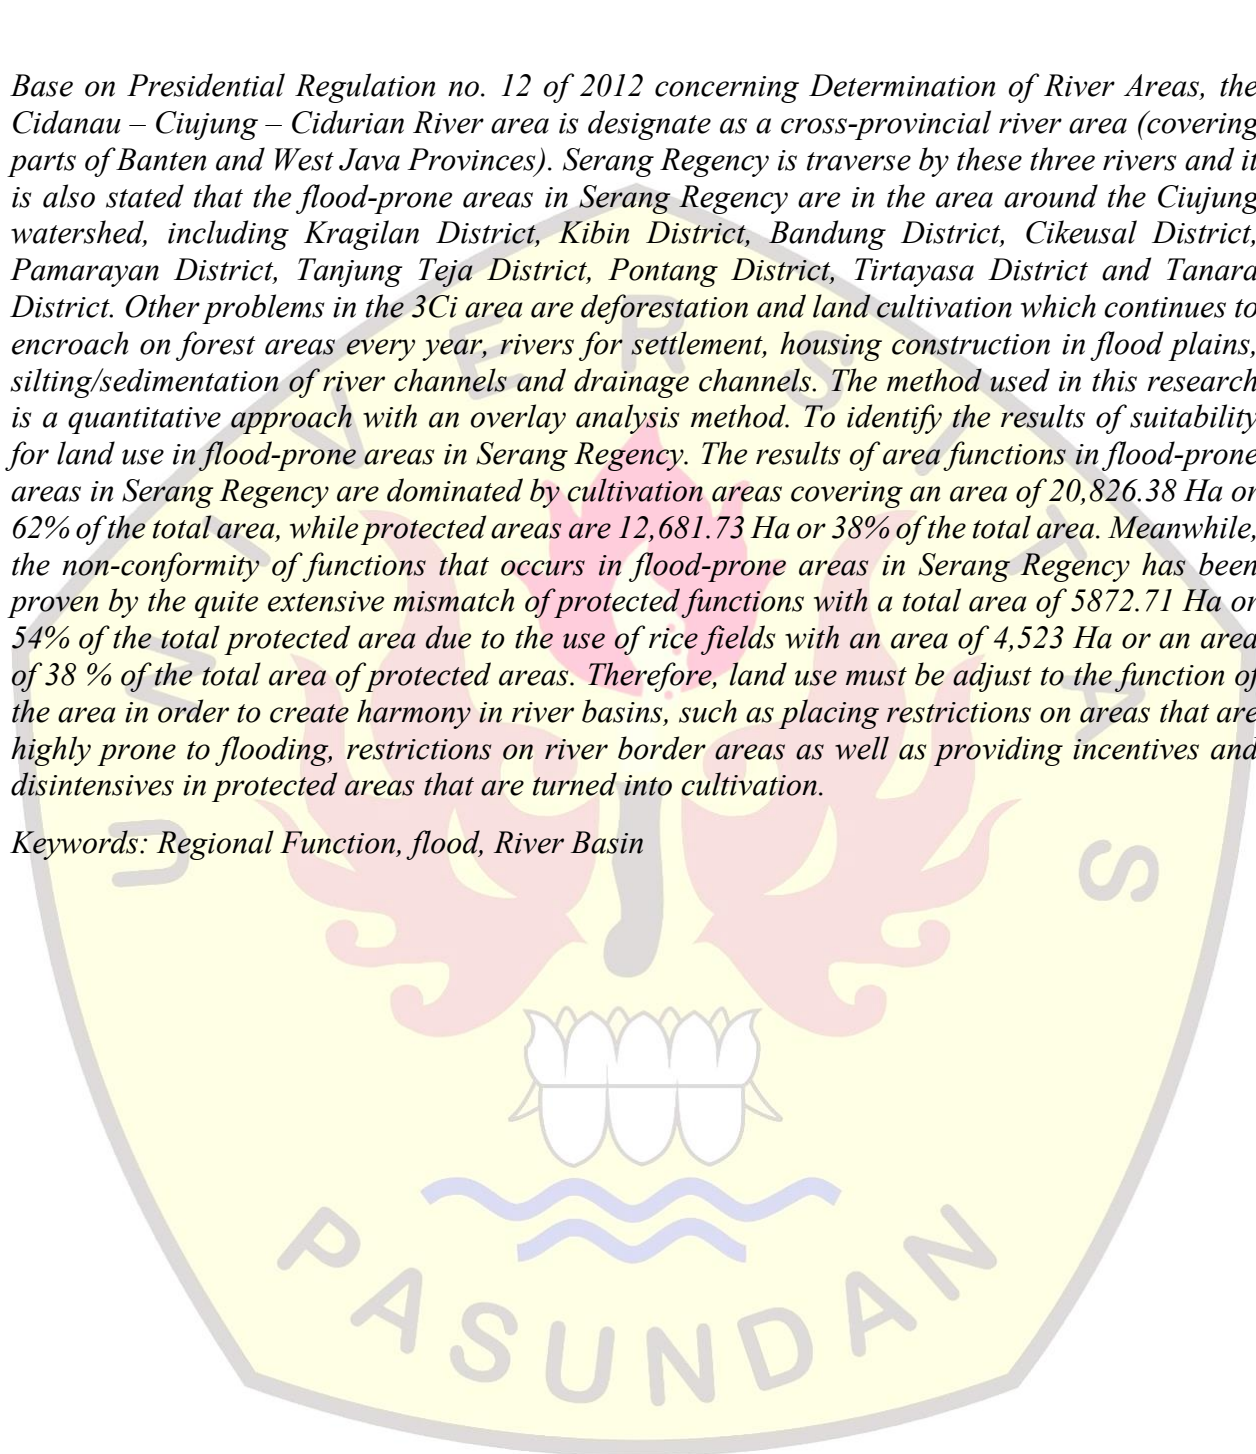 Base on Presidential Regulation no. 12 of 2012 concerning Determination of River Areas, the
Cidanau – Ciujung – Cidurian River area is designate as a cross-provincial river area (covering
parts of Banten and West Java Provinces). Serang Regency is traverse by these three rivers and it
is also stated that the flood-prone areas in Serang Regency are in the area around the Ciujung
watershed, including Kragilan District, Kibin District, Bandung District, Cikeusal District,
Pamarayan District, Tanjung Teja District, Pontang District, Tirtayasa District and Tanara
District. Other problems in the 3Ci area are deforestation and land cultivation which continues to
encroach on forest areas every year, rivers for settlement, housing construction in flood plains,
silting/sedimentation of river channels and drainage channels. The method used in this research
is a quantitative approach with an overlay analysis method. To identify the results of suitability
for land use in flood-prone areas in Serang Regency. The results of area functions in flood-prone
areas in Serang Regency are dominated by cultivation areas covering an area of 20,826.38 Ha or
62% of the total area, while protected areas are 12,681.73 Ha or 38% of the total area. Meanwhile,
the non-conformity of functions that occurs in flood-prone areas in Serang Regency has been
proven by the quite extensive mismatch of protected functions with a total area of 5872.71 Ha or
54% of the total protected area due to the use of rice fields with an area of 4,523 Ha or an area
of 38 % of the total area of protected areas. Therefore, land use must be adjust to the function of
the area in order to create harmony in river basins, such as placing restrictions on areas that are
highly prone to flooding, restrictions on river border areas as well as providing incentives and
disintensives in protected areas that are turned into cultivation.
Keywords: Regional Function, flood, River Basin
UNIVERSITAS
PASUNDAN